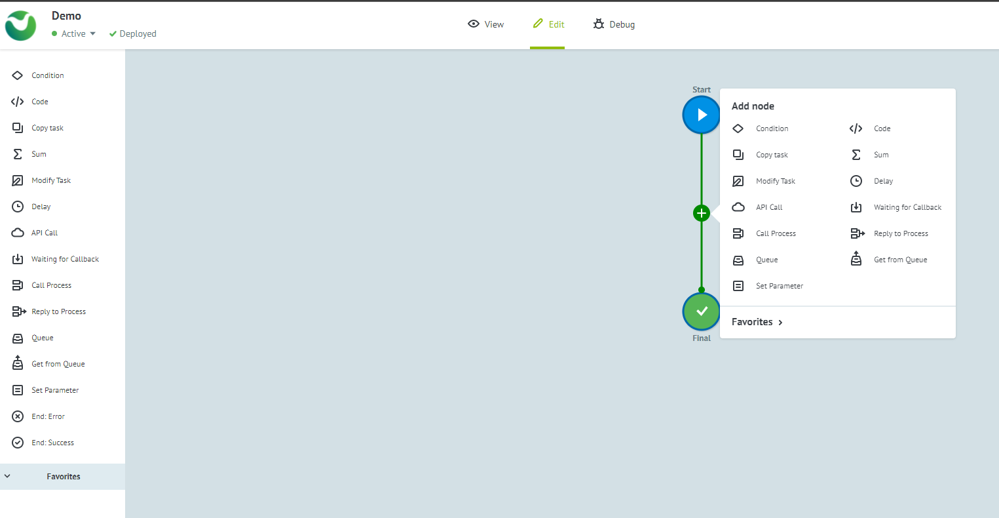 Demo
Active
Deployed
View
Edit
Debug
Condition
Code
Copy task
Sum
Modify Task
Delay
API Call
Waiting for Callback
Call Process
Reply to Process
Queue
Get from Queue
Set Parameter
End: Error
End: Success
Favorites
Start
Add node
Condition
Code
Copy task
Sum
Modify Task
Delay
API Call
Waiting for Callback
Call Process
Reply to Process
Queue
Get from Queue
Set Parameter
Favorites
Final